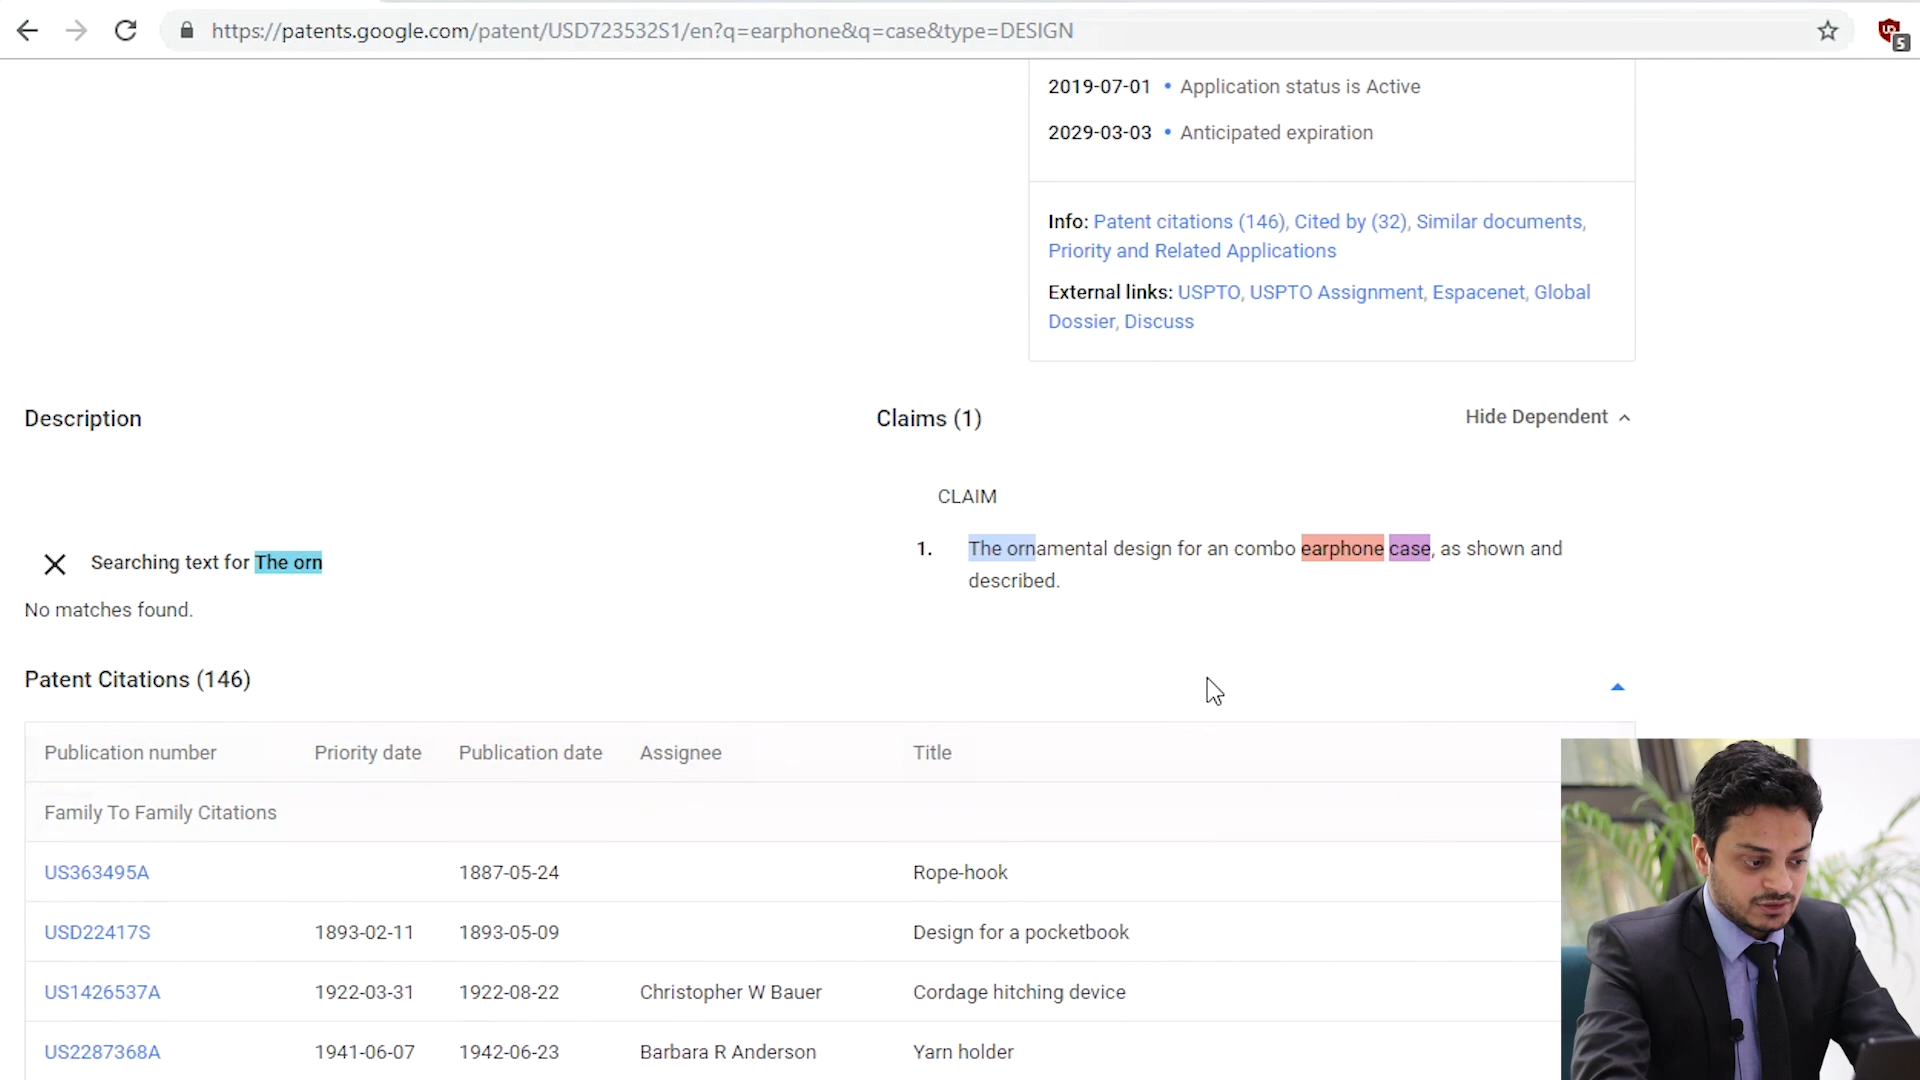 https://patents.google.com/patent/USD723532S1/en?q=earphone&q=case&type=DESIGN
5
2019-07-01 • Application status is Active
2029-03-03 • Anticipated expiration
Info: Patent citations (146), Cited by (32), Similar documents,
Priority and Related Applications
External links: USPTO, USPTO Assignment, Espacenet, Global
Dossier, Discuss
Description
Claims (1)
Hide Dependent
CLAIM
1. The ornamental design for an combo earphone case, as shown and
described.
Searching text for The orn
No matches found.
Patent Citations (146)
Publication number Priority date Publication date Assignee Title
Family To Family Citations
US363495A 1887-05-24 Rope-hook
USD22417S 1893-02-11 1893-05-09 Design for a pocketbook
US1426537A 1922-03-31 1922-08-22 Christopher W Bauer Cordage hitching device
US2287368A 1941-06-07 1942-06-23 Barbara R Anderson Yarn holder